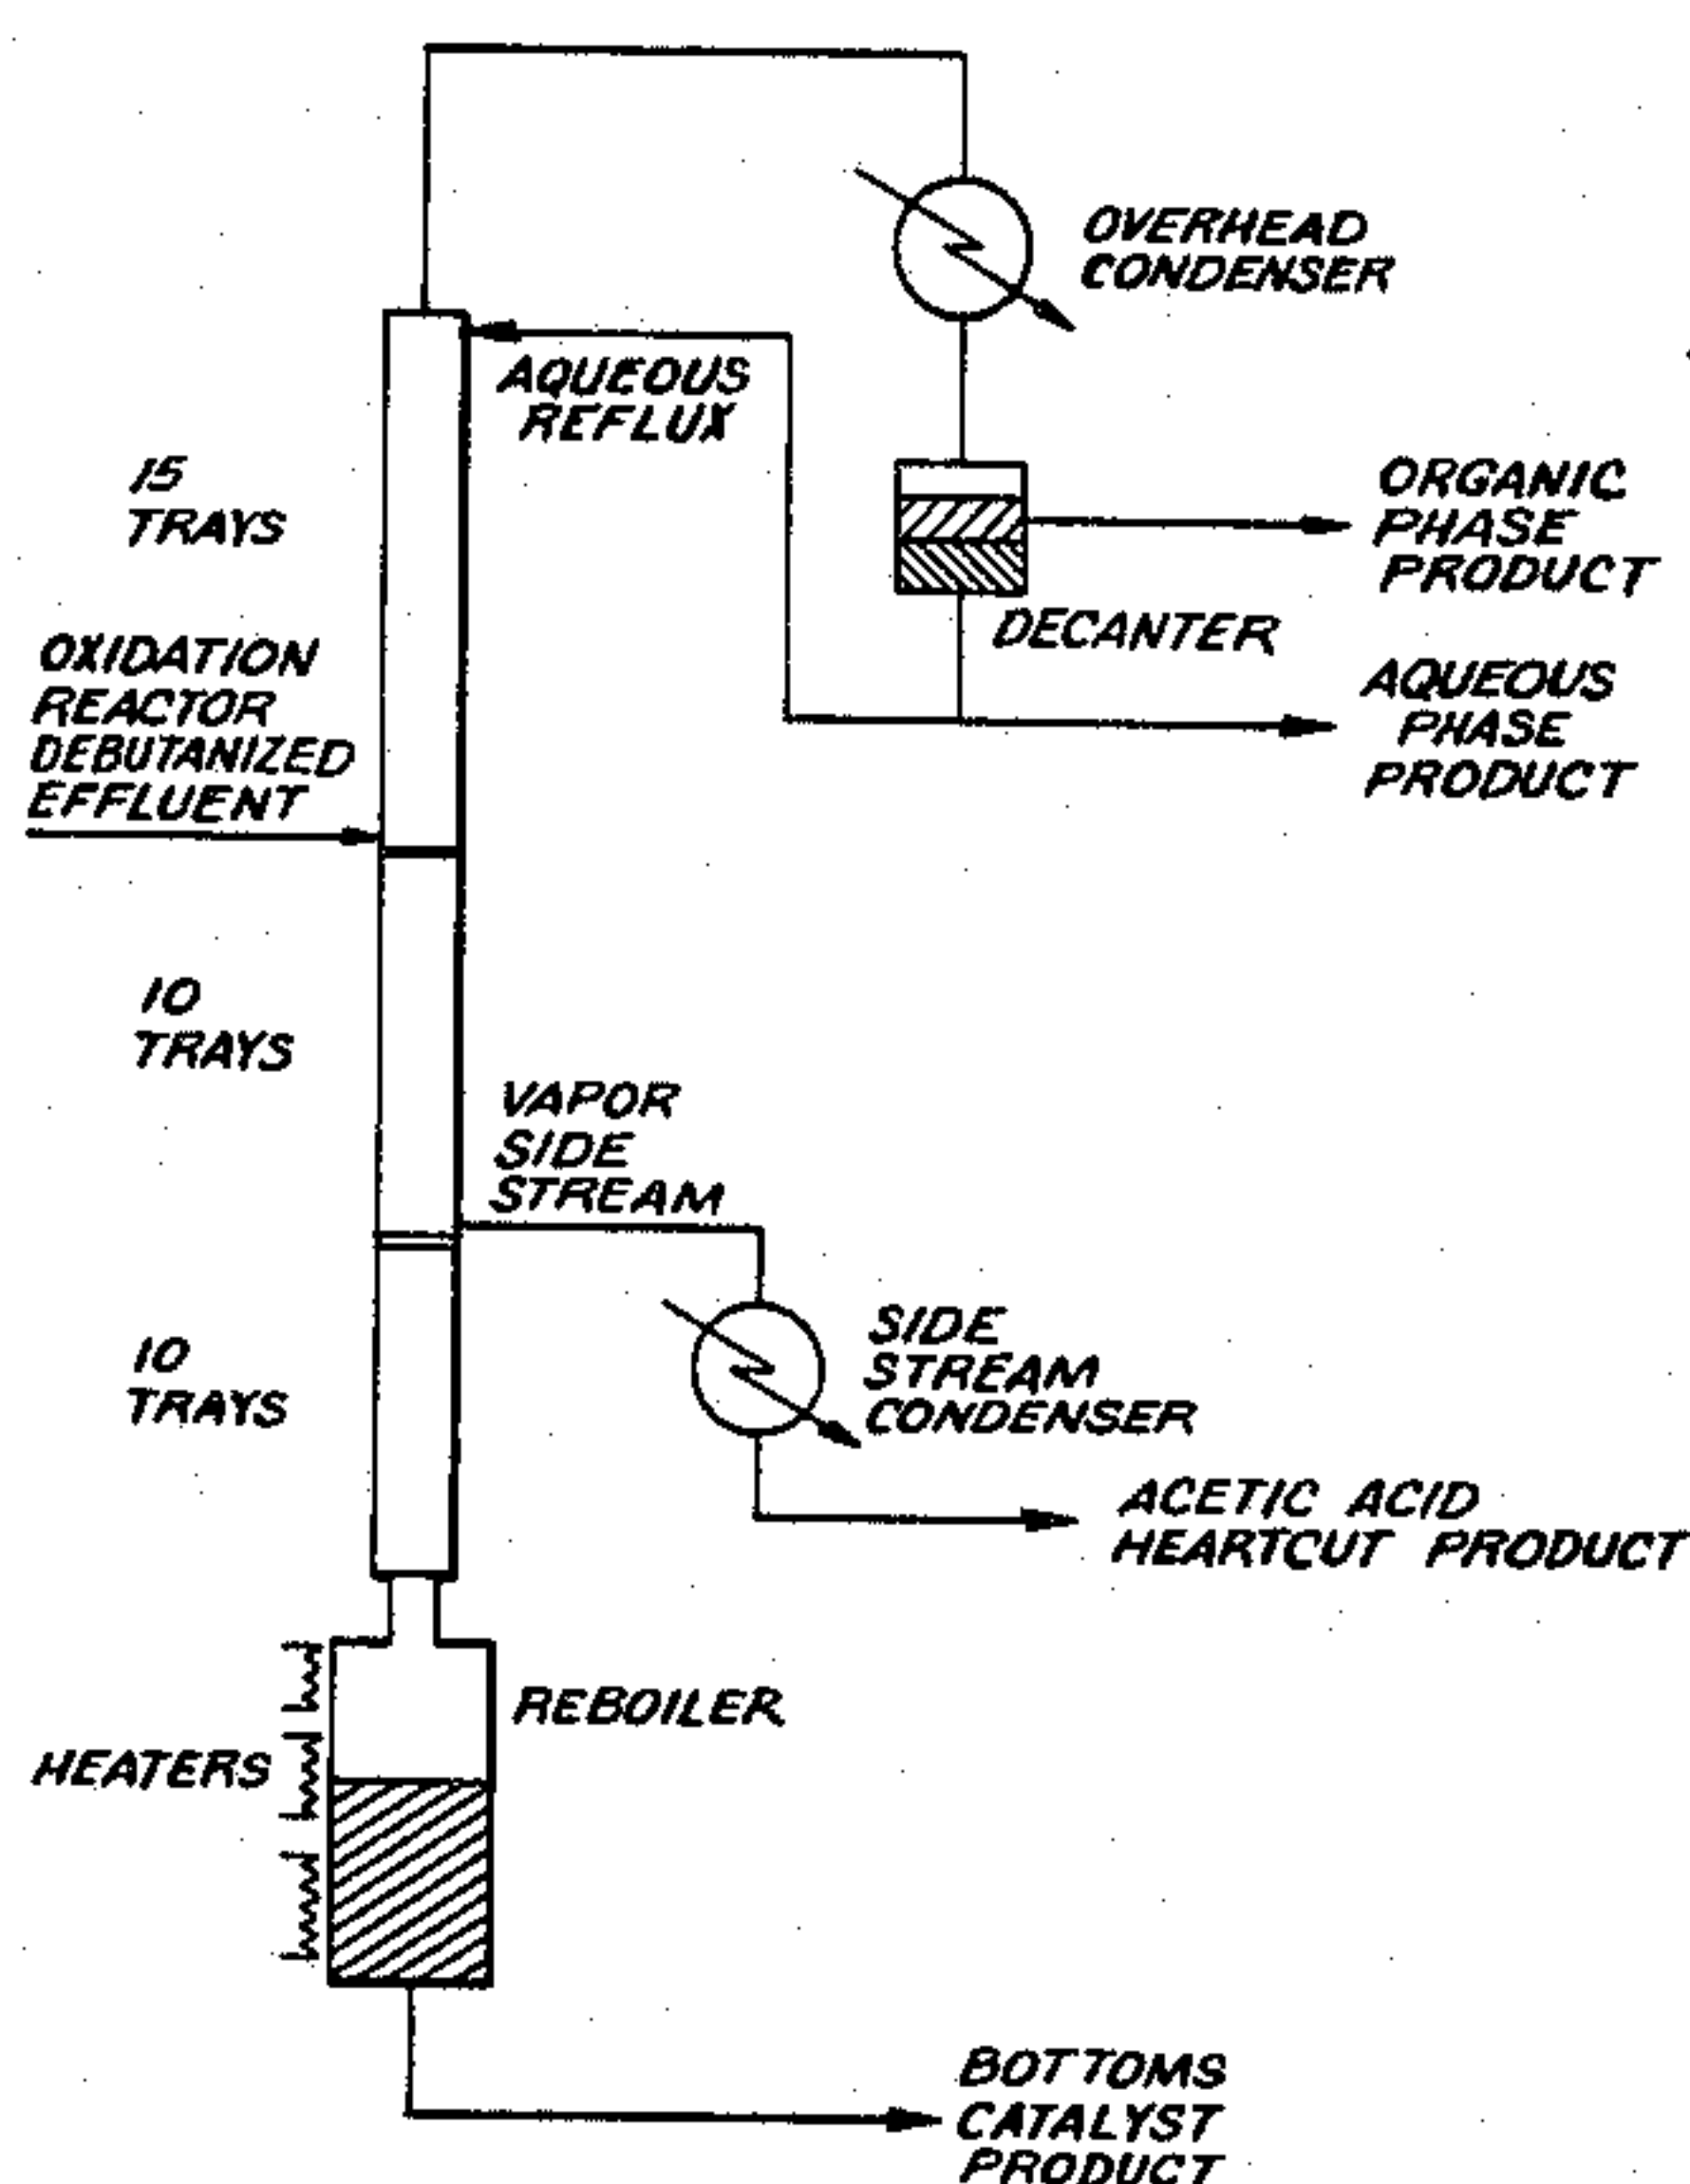 OVERHEAD
CONDENSER
AQUEOUS
REFLUX
15
TRAYS
ORGANIC
PHASE
PRODUCT
DECANTER
OXIDATION
REACTOR
DEBUTANIZED
EFFLUENT
AQUEOUS
PHASE
PRODUCT
10
TRAYS
VAPOR
SIDE
STREAM
10
TRAYS
SIDE
STREAM
CONDENSER
ACETIC ACID
HEARTCUT PRODUCT
REBOILER
HEATERS
BOTTOMS
CATALYST
PRODUCT